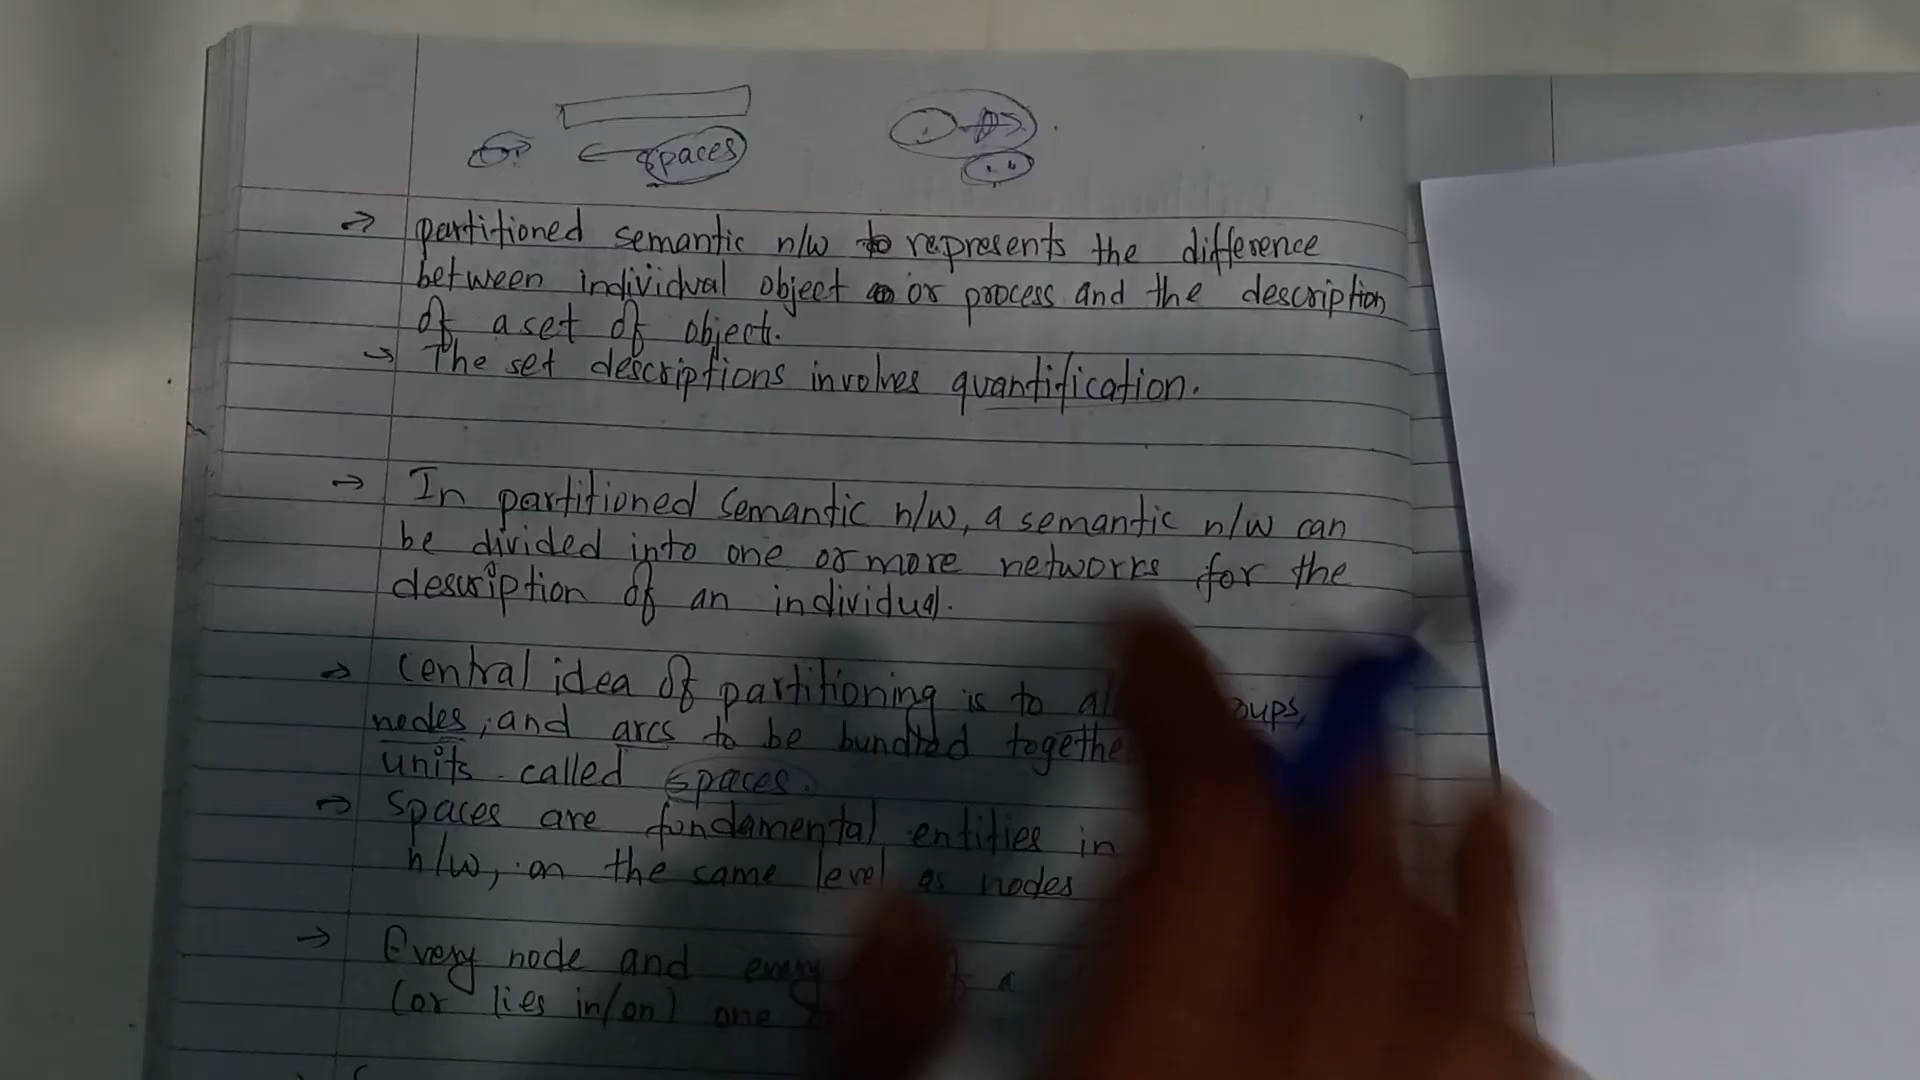 spaces
→ partitioned semantic n/w to represents the difference
between individual object or process and the description
of a set of object.
→ The set descriptions involves quantification.
→ In partitioned semantic n/w, a semantic n/w can
be divided into one or more networks for the
description of an individual.
→ Central idea of partitioning is to
nodes, and arcs to be bundled
units called spaces.
→ Spaces are fundamental entities in
n/w, on the same level as nodes
→ Every node and every
(or lies in/on) one